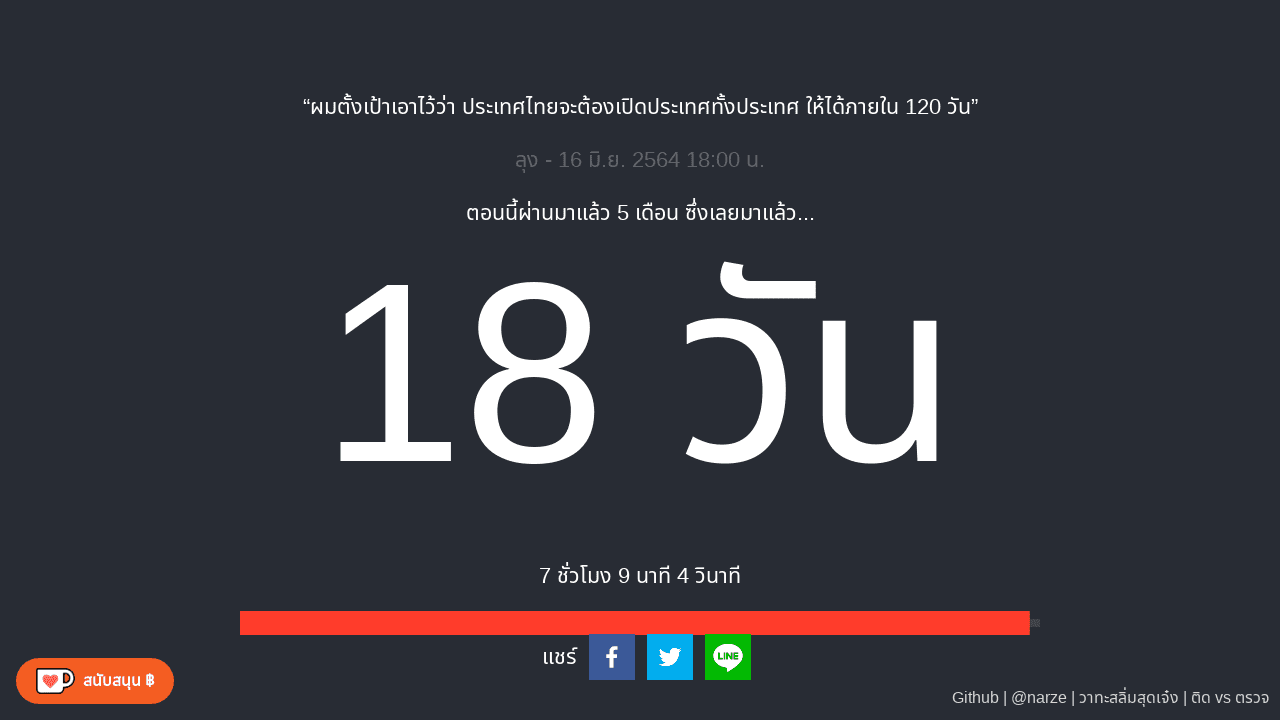 “ผมตั้งเป้าเอาไว้ว่า ประเทศไทยจะต้องเปิดประเทศทั้งประเทศ ให้ได้ภายใน 120 วัน”
ลุง - 16 มิ.ย. 2564 18:00 น.
ตอนนี้ผ่านมาแล้ว 5 เดือน ซึ่งเลยมาแล้ว...
18 วัน
7 ชั่วโมง 9 นาที 4 วินาที
แชร์
LINE
สนับสนุน ฿
Github | @narze | วาทะสลิ่มสุดเจ๋ง | ติด vs ตรวจ